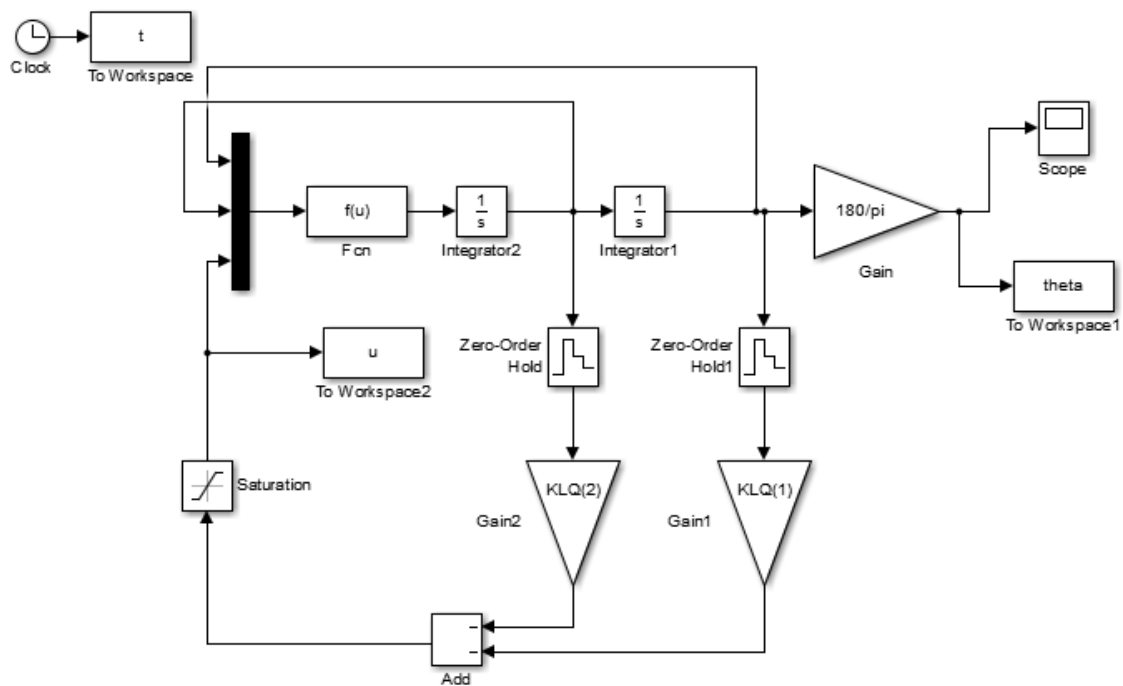 t
Clock
To Workspace
f(u)
Fcn
1
s
Integrator2
1
s
Integrator1
180/pi
Gain
Scope
theta
To Workspace1
u
To Workspace2
Zero-Order
Hold
Zero-Order
Hold1
Saturation
KLQ(2)
Gain2
KLQ(1)
Gain1
Add